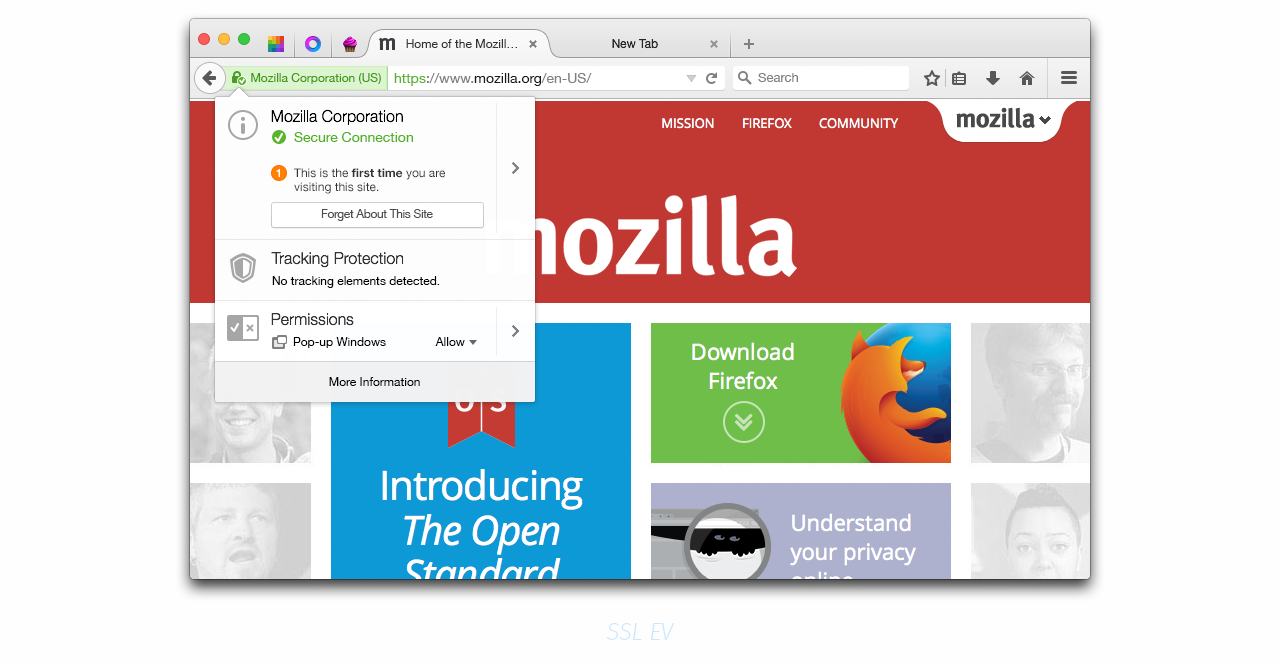 m Home of the Mozill… ×
New Tab ×
Mozilla Corporation (US)
https://www.mozilla.org/en-US/
Search
Mozilla Corporation
Secure Connection
1 This is the first time you are
visiting this site.
Forget About This Site
Tracking Protection
No tracking elements detected.
Permissions
Pop-up Windows
Allow
More Information
MISSION
FIREFOX
COMMUNITY
mozilla
mozilla
Introducing
The Open
Standard
Download
Firefox
Understand
your privacy
online
SSL EV